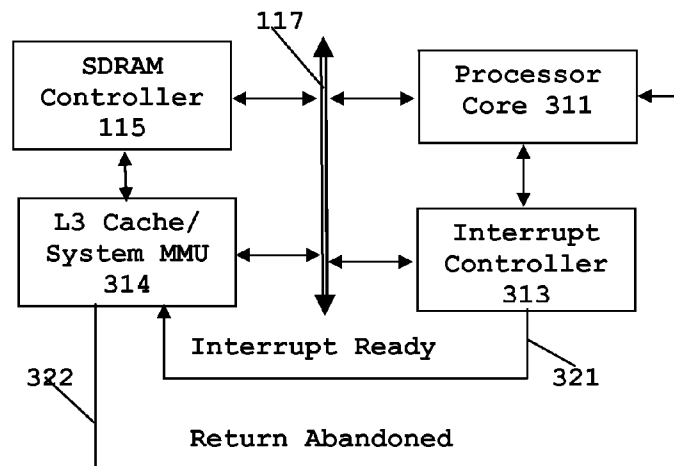 117
SDRAM
Controller
115
Processor
Core 311
L3 Cache/
System MMU
314
Interrupt
Controller
313
Interrupt Ready
322
321
Return Abandoned